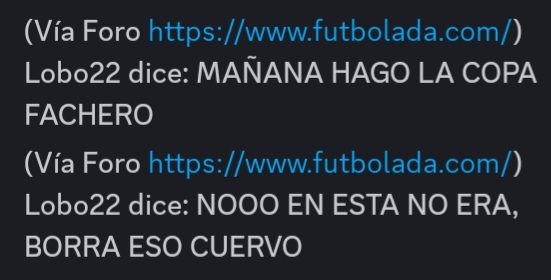 (Vía Foro https://www.futbolada.com/)
Lobo22 dice: MAÑANA HAGO LA COPA
FACHERO
(Vía Foro https://www.futbolada.com/)
Lobo22 dice: NOOO EN ESTA NO ERA,
BORRA ESO CUERVO